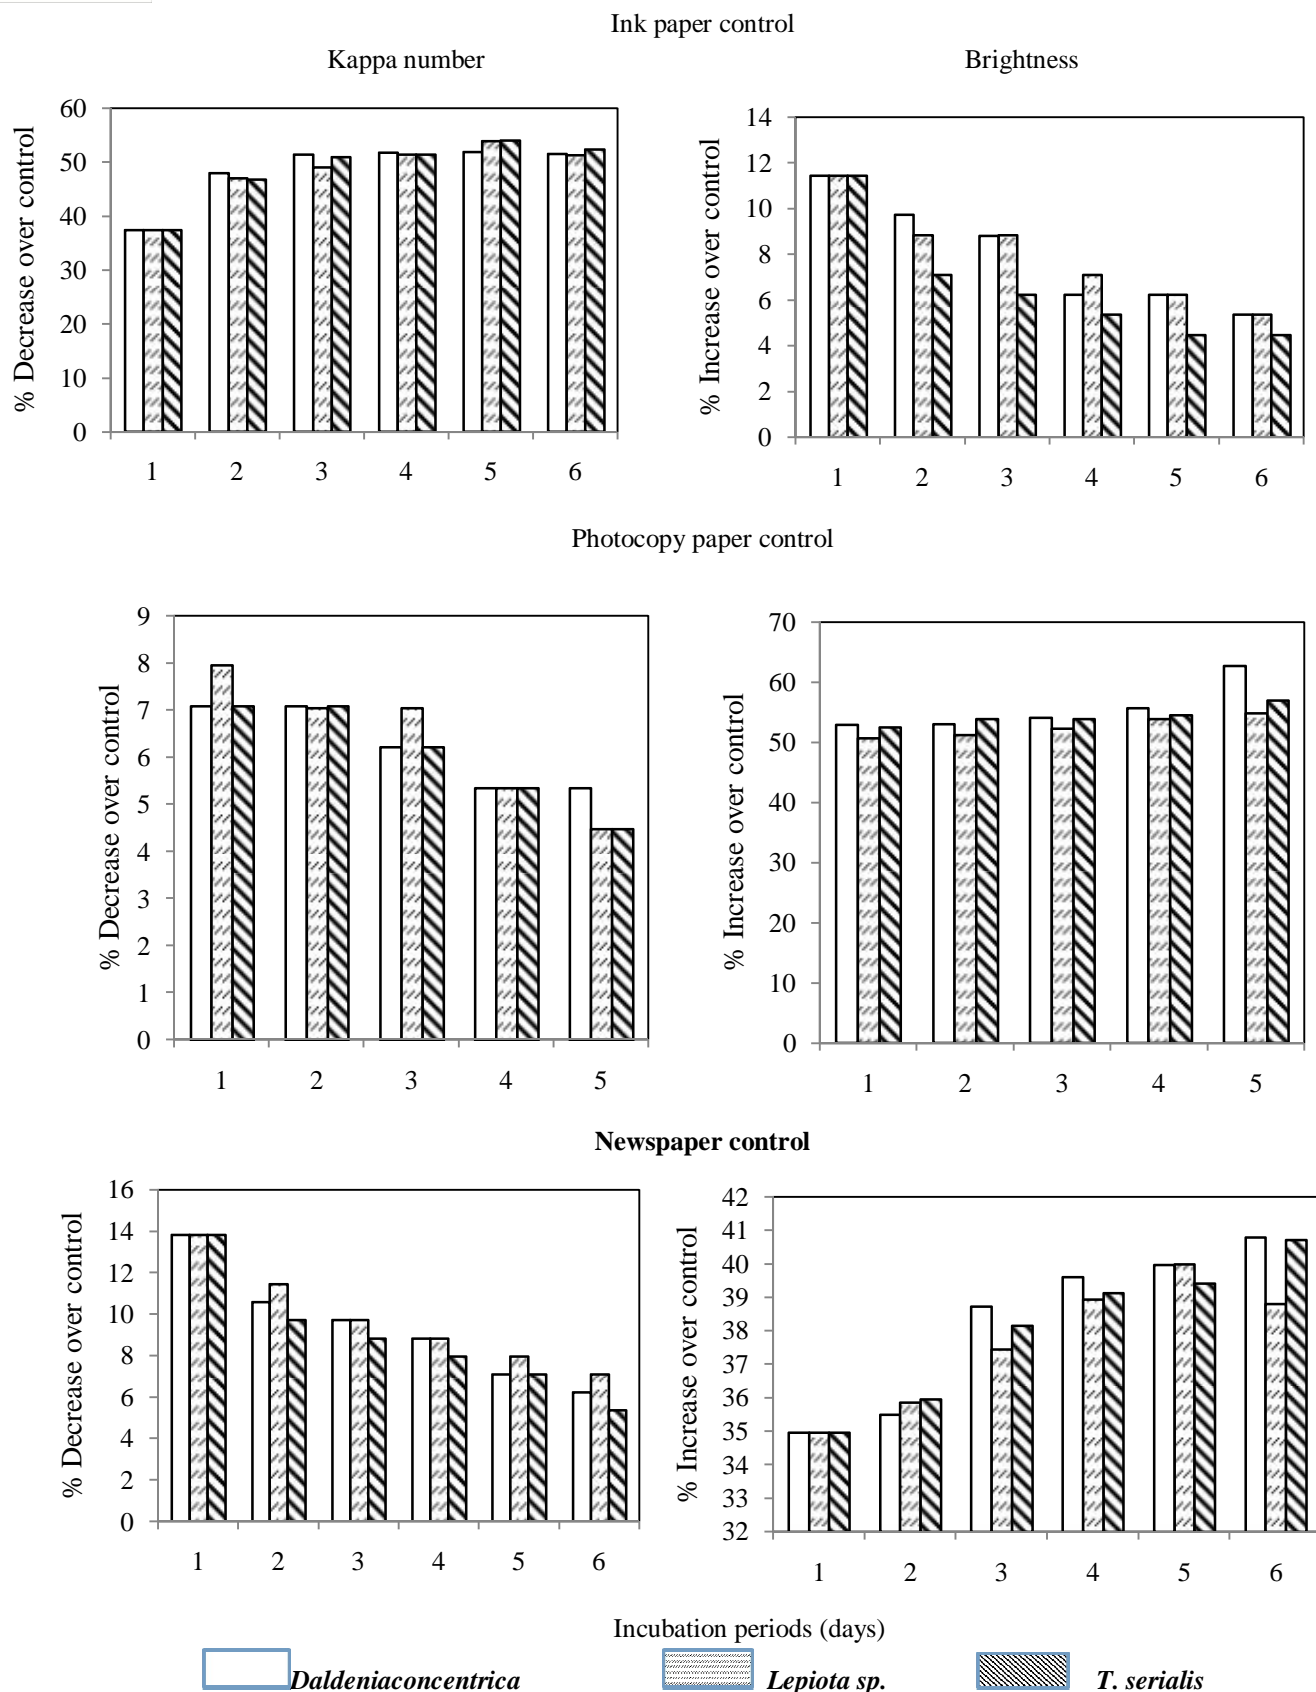 Ink paper control
Kappa number
Brightness
% Decrease over control
60
50
40
30
20
10
0
1 2 3 4 5 6
% Increase over control
14
12
10
8
6
4
2
0
1 2 3 4 5 6
Photocopy paper control
% Decrease over control
9
8
7
6
5
4
3
2
1
0
1 2 3 4 5
% Increase over control
70
60
50
40
30
20
10
0
1 2 3 4 5
Newspaper control
% Decrease over control
16
14
12
10
8
6
4
2
0
1 2 3 4 5 6
% Increase over control
42
41
40
39
38
37
36
35
34
33
32
1 2 3 4 5 6
Incubation periods (days)
Daldeniaconcentrica
Lepiota sp.
T. serialis